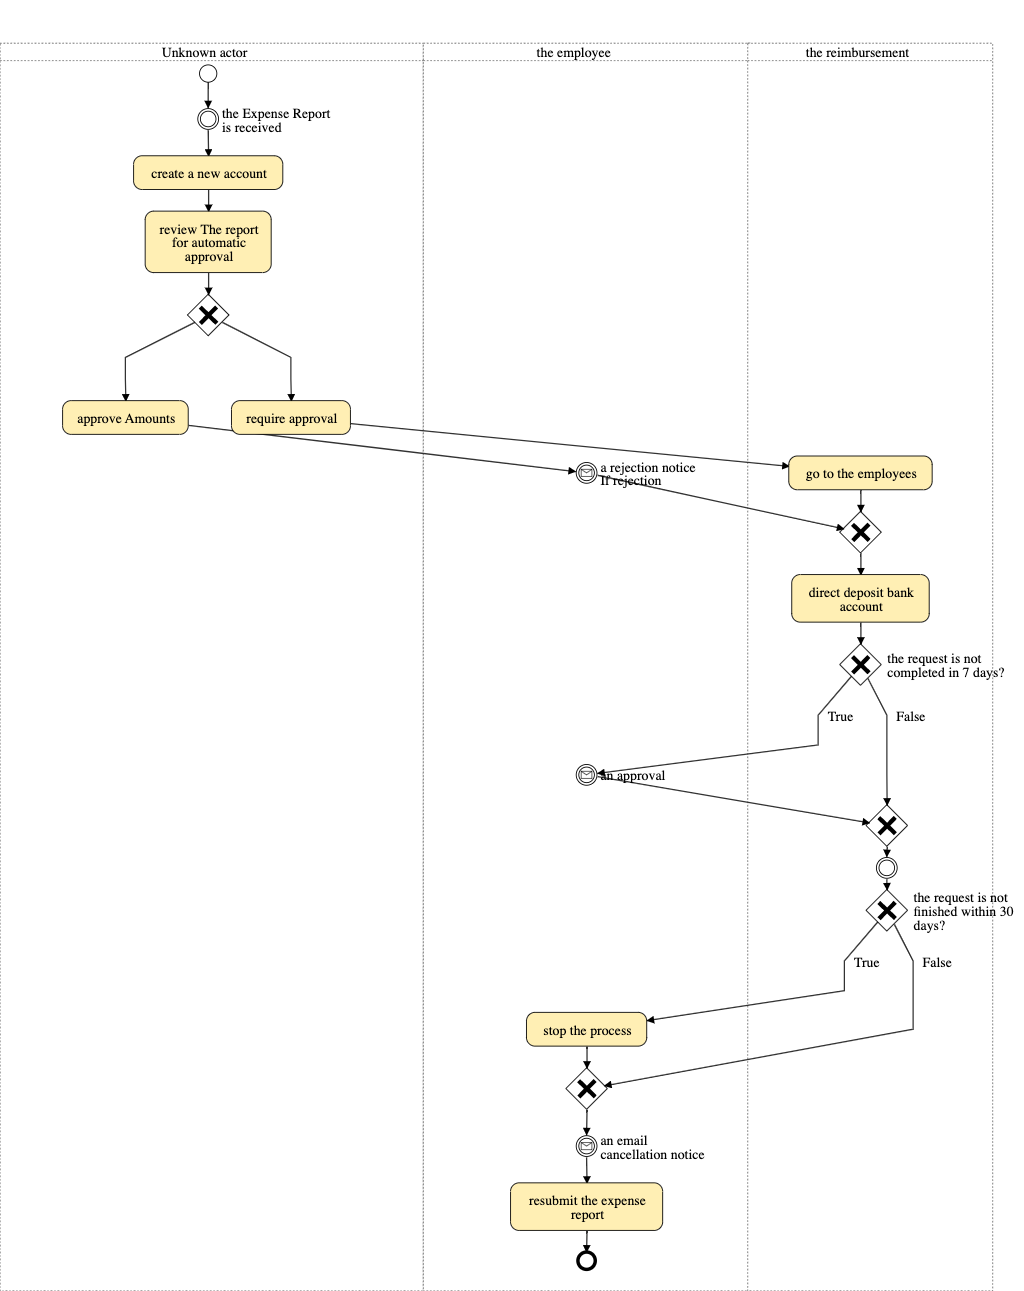 Unknown actor
the employee
the reimbursement
the Expense Report
is received
create a new account
review The report
for automatic
approval
approve Amounts
require approval
a rejection notice
If rejection
go to the employees
direct deposit bank
account
the request is not
completed in 7 days?
True
False
an approval
the request is not
finished within 30
days?
True
False
stop the process
an email
cancellation notice
resubmit the expense
report